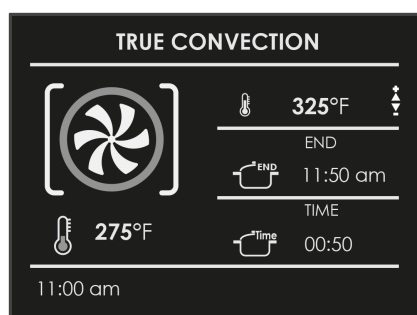 TRUE CONVECTION
325°F
END
END
11:50 am
275°F
TIME
Time
00:50
11:00 am